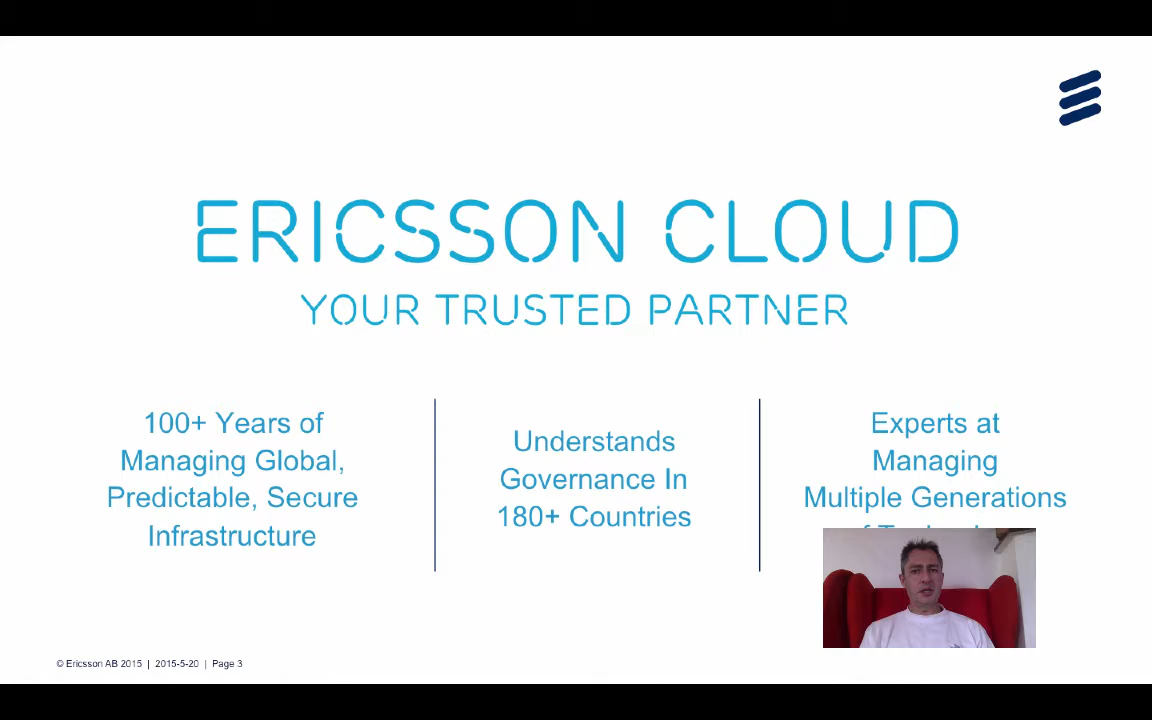 ERICSSON CLOUD
YOUR TRUSTED PARTNER
100+ Years of
Managing Global,
Predictable, Secure
Infrastructure
Understands
Governance In
180+ Countries
Experts at
Managing
Multiple Generations
© Ericsson AB 2015 | 2015-5-20 | Page 3